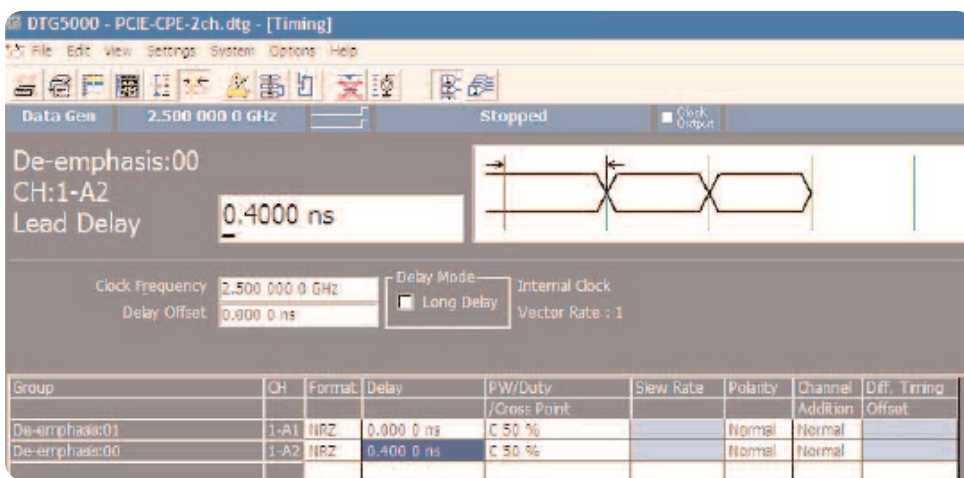 DTG5000 - PCIE-CPE-2ch.dtg - [Timing]
File Edit View Settings System Options Help
Data Gen 2.500 000 0 GHz Stopped Clock Output
De-emphasis:00
CH:1-A2
Lead Delay 0.4000 ns
Clock Frequency 2.500 000 0 GHz
Delay Offset 0.000 0 ns
Delay Mode
Long Delay
Internal Clock
Vector Rate : 1
Group CH Format Delay PW/Duty /Cross Point Slew Rate Polarity Channel Addition Diff. Timing Offset
De-emphasis:01 1-A1 NRZ 0.000 0 ns C 50 % Normal Normal
De-emphasis:00 1-A2 NRZ 0.400 0 ns C 50 % Normal Normal